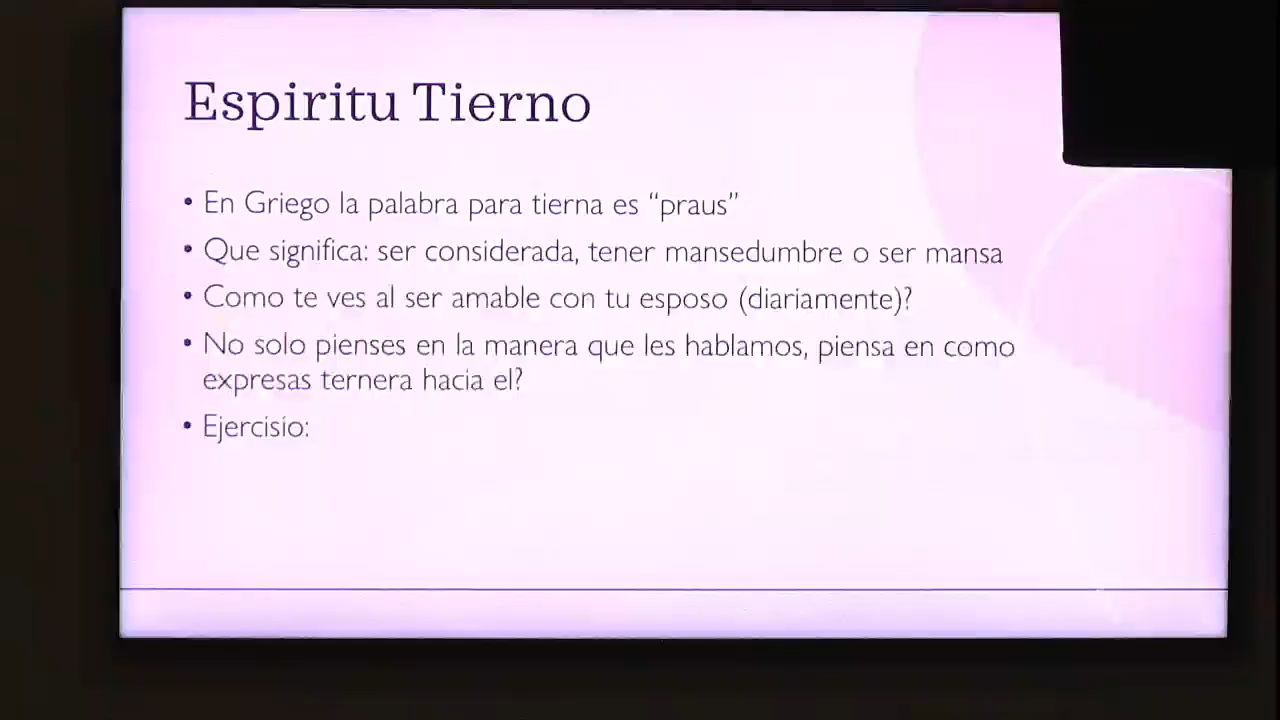 Espiritu Tierno
• En Griego la palabra para tierna es “praus”
• Que significa: ser considerada, tener mansedumbre o ser mansa
• Como te ves al ser amable con tu esposo (diariamente)?
• No solo pienses en la manera que les hablamos, piensa en como
expresas ternera hacia el?
• Ejercisio: